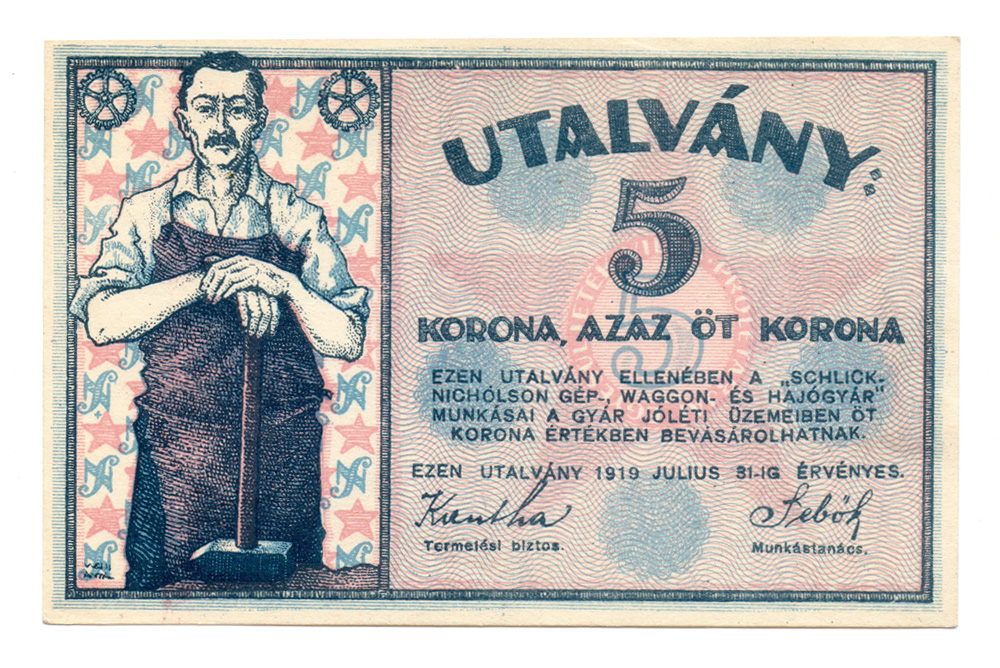 UTALVÁNY:
5
KORONA, AZAZ ÖT KORONA
EZEN UTALVÁNY ELLENÉBEN A „SCHLICK-
NICHOLSON GÉP-, WAGGON- ÉS HAJÓGYÁR"
MUNKÁSAI A GYÁR JÓLÉTI ÜZEMEIBEN ÖT
KORONA ÉRTÉKBEN BEVÁSÁROLHATNAK.
EZEN UTALVÁNY 1919 JULIUS 31-IG ÉRVÉNYES.
Sebők
Termelési biztos.
Munkástanács.